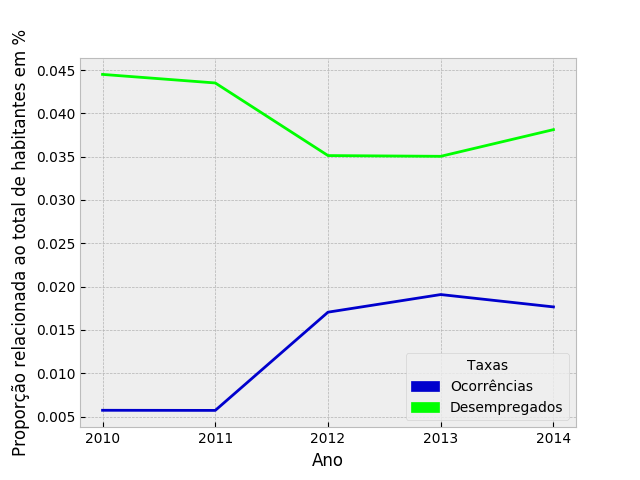 Proporção relacionada ao total de habitantes em %
0.045
0.040
0.035
0.030
0.025
0.020
0.015
0.010
0.005
Taxas
Ocorrências
Desempregados
2010 2011 2012 2013 2014
Ano